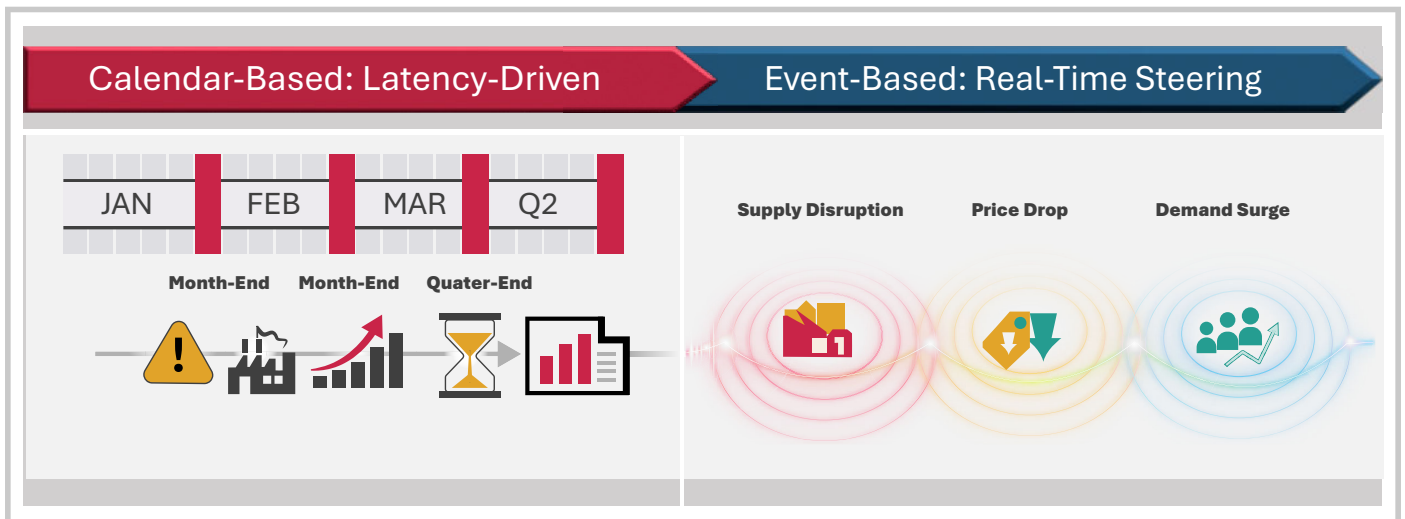 Calendar-Based: Latency-Driven
Event-Based: Real-Time Steering
JAN FEB MAR Q2
Month-End Month-End Quater-End
!
Supply Disruption Price Drop Demand Surge
1